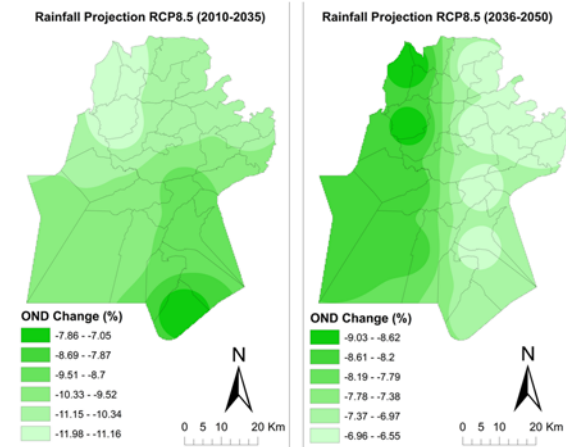 Rainfall Projection RCP8.5 (2010-2035)
OND Change (%)
-7.86 - -7.05
-8.69 - -7.87
-9.51 - -8.7
-10.33 - -9.52
-11.15 - -10.34
-11.98 - -11.16
N
0 5 10 20 Km
Rainfall Projection RCP8.5 (2036-2050)
OND Change (%)
-9.03 - -8.62
-8.61 - -8.2
-8.19 - -7.79
-7.78 - -7.38
-7.37 - -6.97
-6.96 - -6.55
N
0 5 10 20 Km